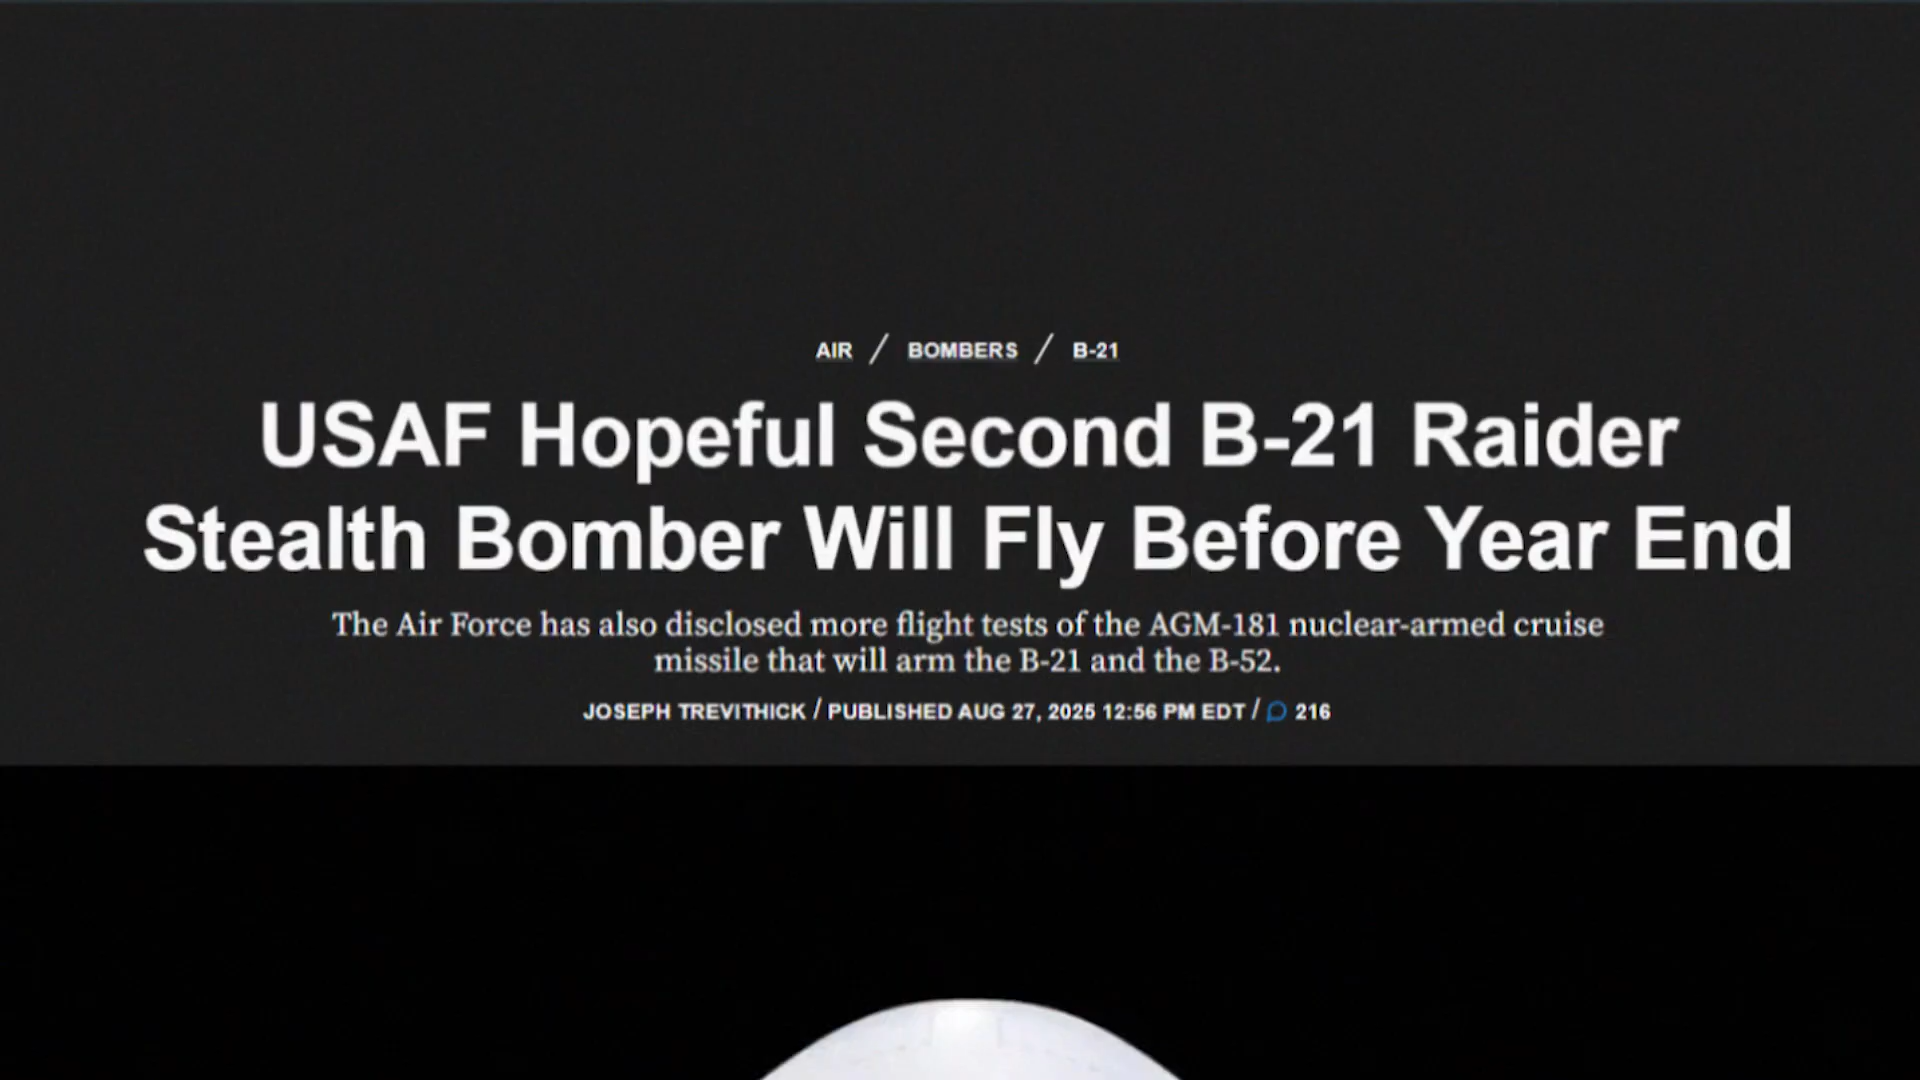 AIR / BOMBERS / B-21
USAF Hopeful Second B-21 Raider
Stealth Bomber Will Fly Before Year End
The Air Force has also disclosed more flight tests of the AGM-181 nuclear-armed cruise
missile that will arm the B-21 and the B-52.
JOSEPH TREVITHICK / PUBLISHED AUG 27, 2025 12:56 PM EDT / 216